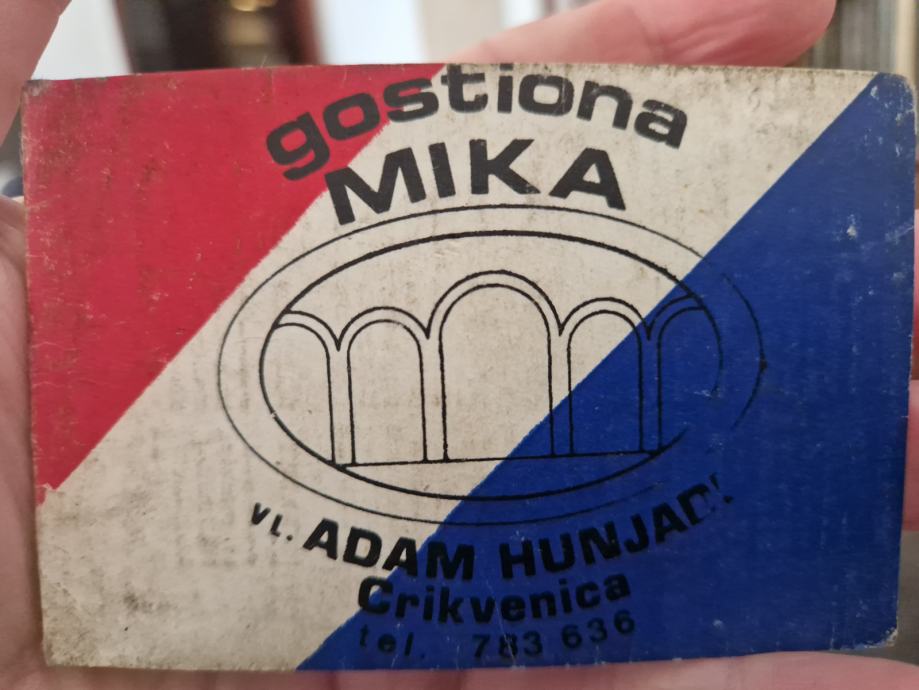 gostiona
MIKA
VL. ADAM HUNJADI
Crikvenica
tel. 783 636